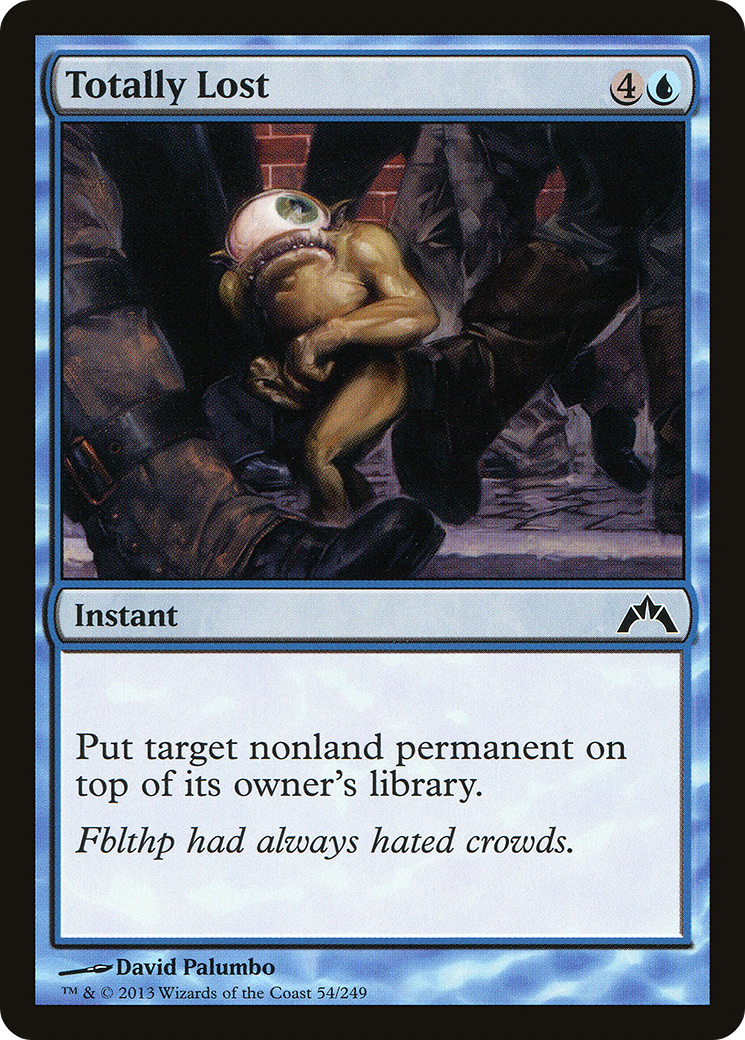 Totally Lost
4
Instant
Put target nonland permanent on
top of its owner's library.
Fblthp had always hated crowds.
David Palumbo
™ & © 2013 Wizards of the Coast 54/249